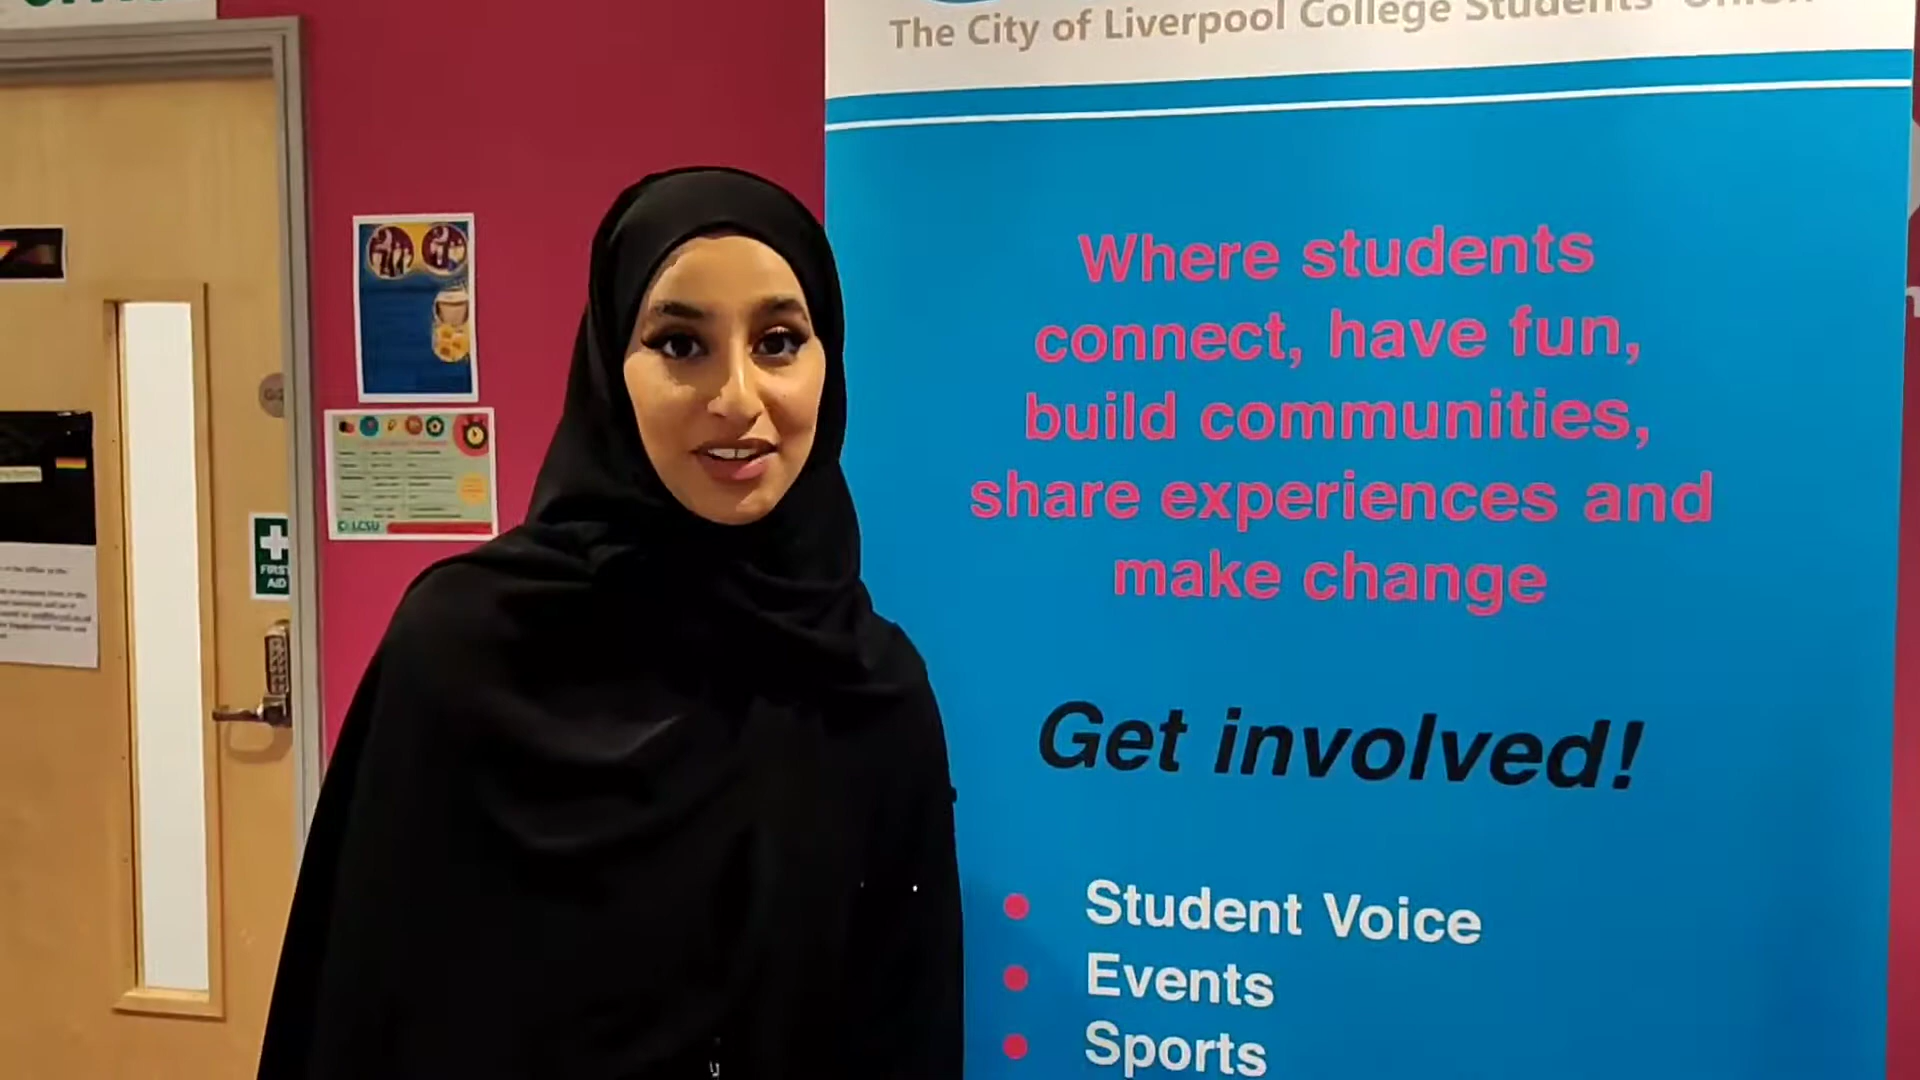 The City of Liverpool College Students' Union
Where students
connect, have fun,
build communities,
share experiences and
make change
Get involved!
Student Voice
Events
Sports
FIRST
AID
COLCSU